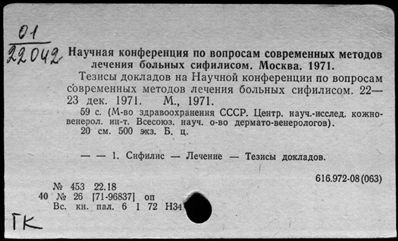 01
22042
Научная конференция по вопросам современных методов
лечения больных сифилисом. Москва. 1971.
Тезисы докладов на Научной конференции по вопросам
современных методов лечения больных сифилисом. 22—
23 дек. 1971. М., 1971.
59 с. (М-во здравоохранения СССР. Центр. науч.-исслед. кожно-
венерол. ин-т. Всесоюз. науч. о-во дермато-венерологов).
20 см. 500 экз. Б. ц.
— — 1. Сифилис — Лечение — Тезисы докладов.
616.972-08(063)
№ 453 22.18
40 № 26 [71-96837] оп
Вс. кн. пал. 6 1 72 Н34
ГК